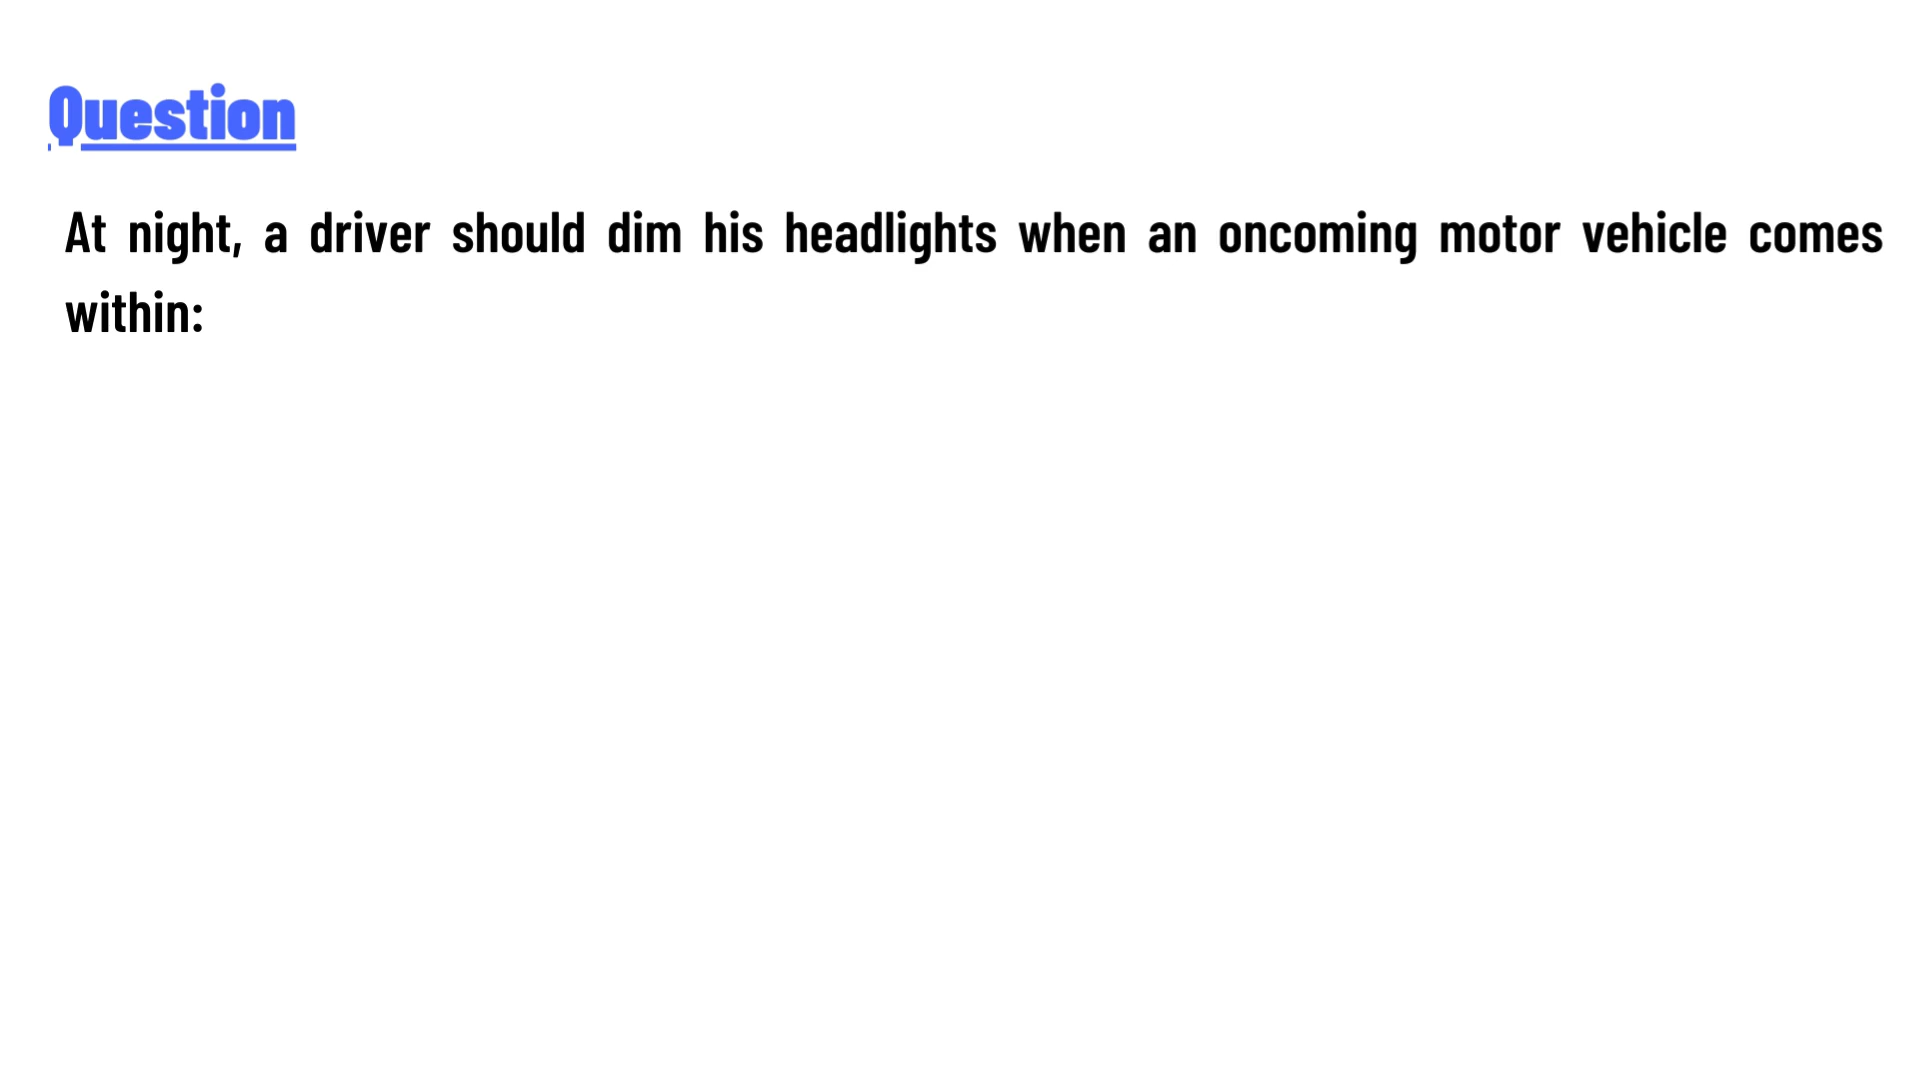 Question
At night, a driver should dim his headlights when an oncoming motor vehicle comes
within: